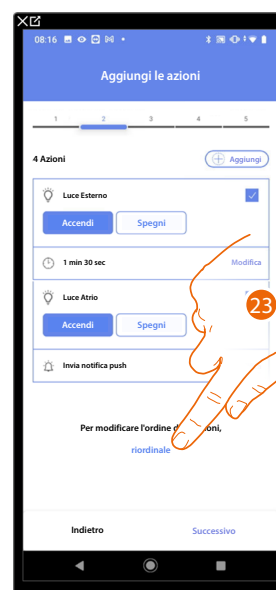 08:16
Aggiungi le azioni
1 2 3 4 5
4 Azioni
Aggiungi
Luce Esterno
Accendi Spegni
1 min 30 sec Modifica
Luce Atrio
Accendi Spegni
23
Invia notifica push
Per modificare l'ordine d oni,
riordinale
Indietro Successivo